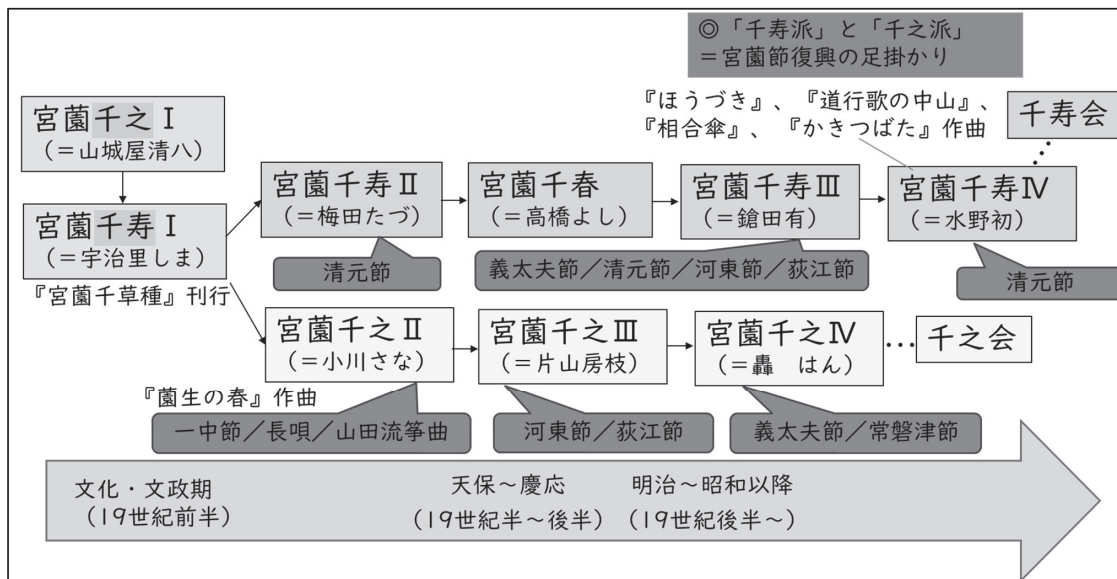 ◎「千寿派」と「千之派」
＝宮薗節復興の足掛かり
『ほうづき』、『道行歌の中山』、
『相合傘』、『かきつばた』作曲
千寿会
宮薗千之Ⅰ
（＝山城屋清八）
宮薗千寿Ⅰ
（＝宇治里しま）
『宮薗千草種』刊行
宮薗千寿Ⅱ
（＝梅田たづ）
清元節
宮薗千春
（＝高橋よし）
宮薗千寿Ⅲ
（＝鎗田有）
義太夫節／清元節／河東節／荻江節
宮薗千寿Ⅳ
（＝水野初）
清元節
宮薗千之Ⅱ
（＝小川さな）
『薗生の春』作曲
一中節／長唄／山田流箏曲
宮薗千之Ⅲ
（＝片山房枝）
河東節／荻江節
宮薗千之Ⅳ
（＝轟　はん）
義太夫節／常磐津節
千之会
文化・文政期
（19世紀前半）
天保～慶応
（19世紀半～後半）
明治～昭和以降
（19世紀後半～）